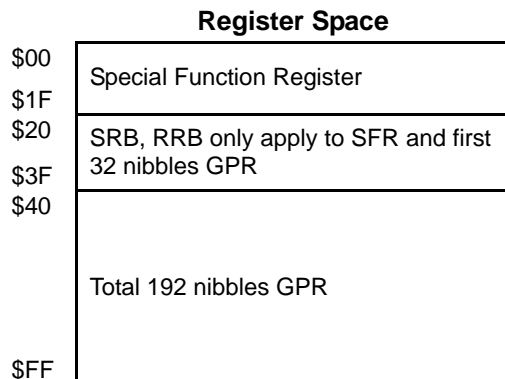 Register Space
$00
Special Function Register
$1F
$20
SRB, RRB only apply to SFR and first
32 nibbles GPR
$3F
$40
Total 192 nibbles GPR
$FF